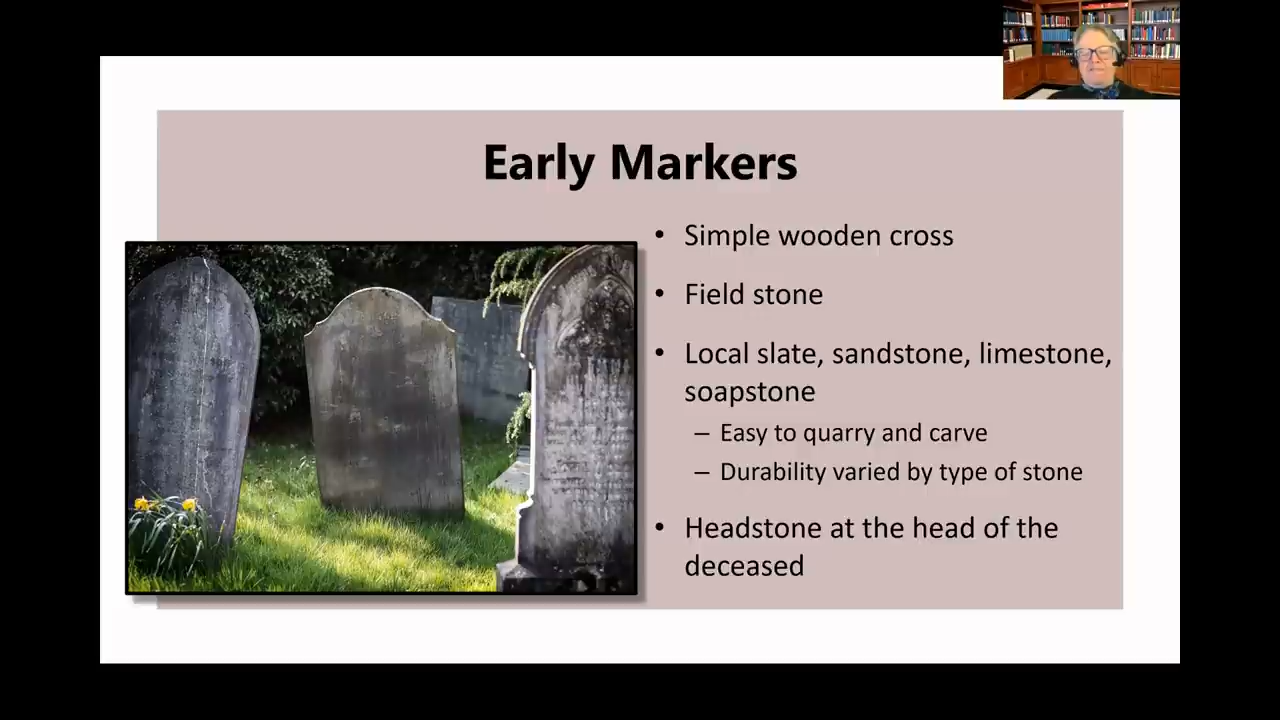 Early Markers
• Simple wooden cross
• Field stone
• Local slate, sandstone, limestone,
soapstone
– Easy to quarry and carve
– Durability varied by type of stone
• Headstone at the head of the
deceased